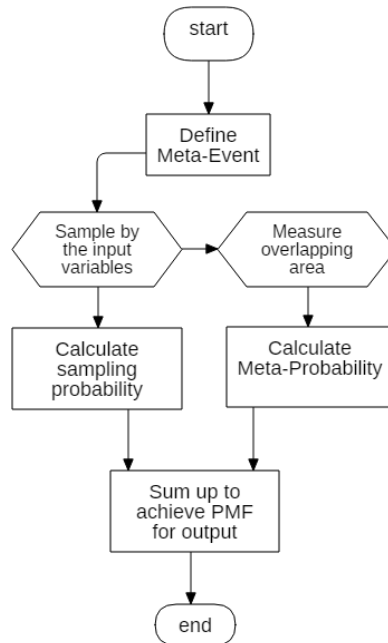 start
Define
Meta-Event
Sample by
the input
variables
Measure
overlapping
area
Calculate
sampling
probability
Calculate
Meta-Probability
Sum up to
achieve PMF
for output
end